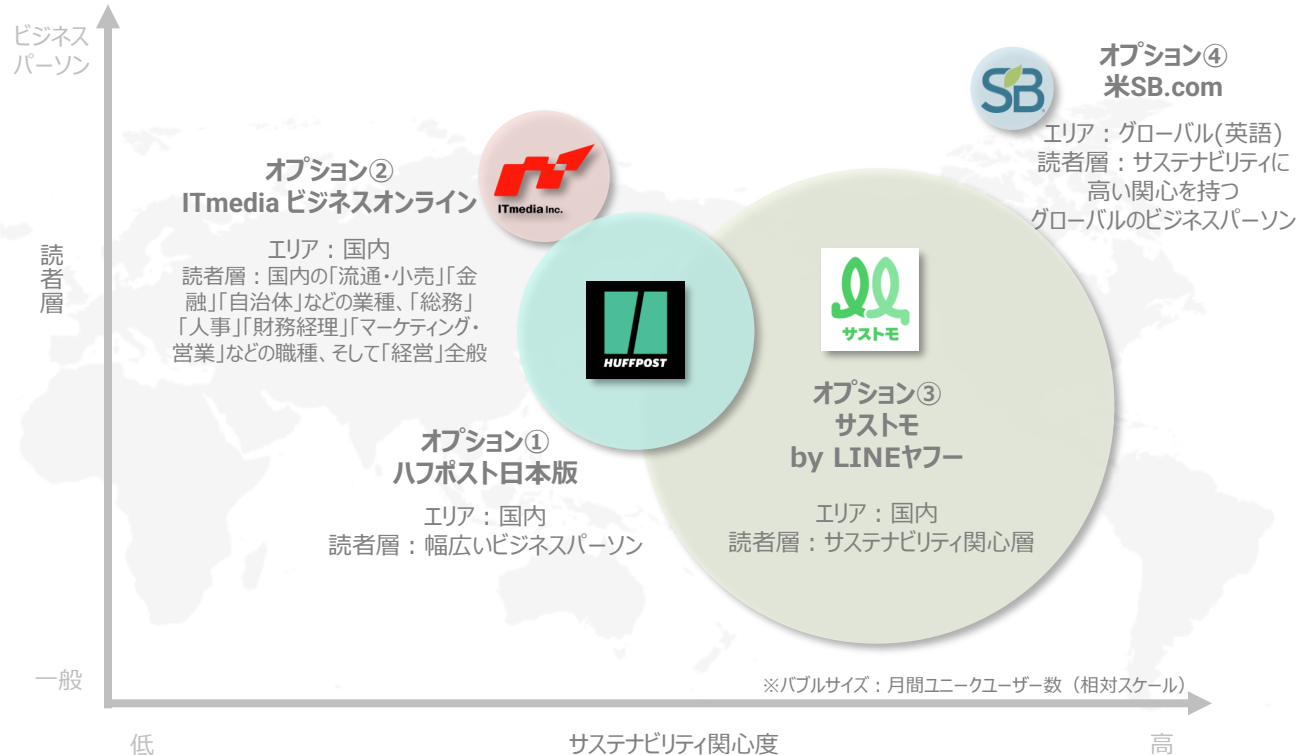 ビジネス
パーソン
オプション④
米SB.com
エリア：グローバル(英語)
読者層：サステナビリティに
高い関心を持つ
グローバルのビジネスパーソン
SB
オプション②
ITmedia ビジネスオンライン
エリア：国内
読者層：国内の「流通・小売」「金
融」「自治体」などの業種、「総務」
「人事」「財務経理」「マーケティング・
営業」などの職種、そして「経営」全般
ITmedia Inc.
読者層
HUFFPOST
サストモ
オプション③
サストモ
by LINEヤフー
エリア：国内
読者層：サステナビリティ関心層
オプション①
ハフポスト日本版
エリア：国内
読者層：幅広いビジネスパーソン
一般
※バブルサイズ：月間ユニークユーザー数（相対スケール）
低
サステナビリティ関心度
高